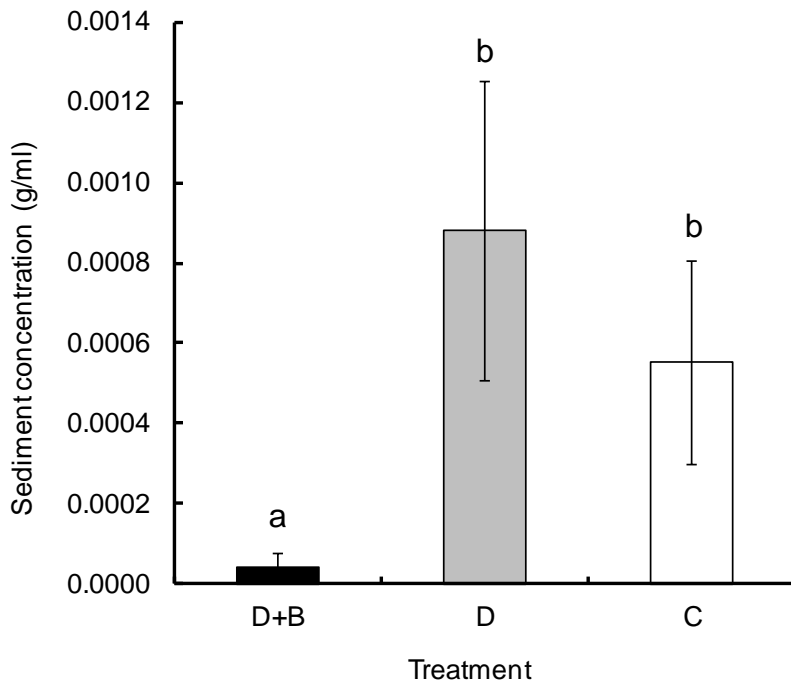 0.0014
0.0012
0.0010
0.0008
0.0006
0.0004
0.0002
0.0000
Sediment concentration (g/ml)
a
b
b
D+B
D
C
Treatment